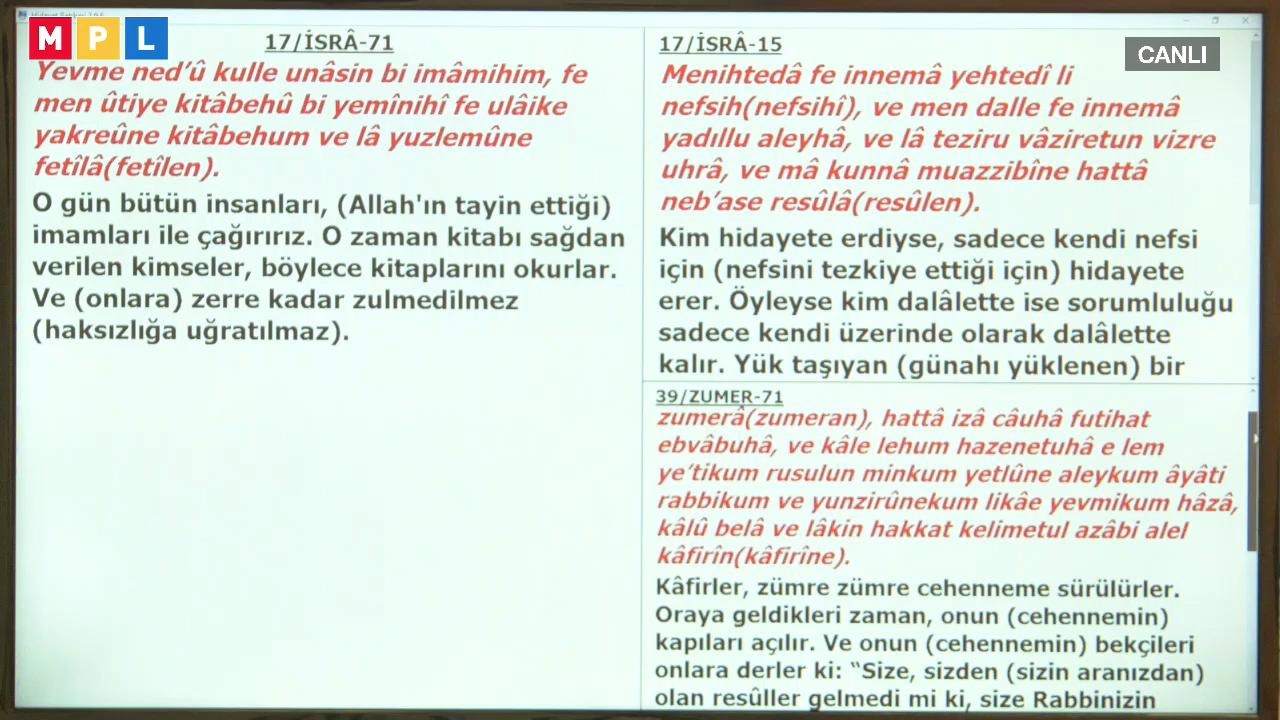 MPL
CANLI
17/İSRÂ-71
Yevme ned’û kulle unâsin bi imâmihim, fe
men ûtiye kitâbehû bi yemînihî fe ulâike
yakreûne kitâbehum ve lâ yuzlemûne
fetîlâ(fetîlen).
O gün bütün insanları, (Allah'ın tayin ettiği)
imamları ile çağırırız. O zaman kitabı sağdan
verilen kimseler, böylece kitaplarını okurlar.
Ve (onlara) zerre kadar zulmedilmez
(haksızlığa uğratılmaz).
17/İSRÂ-15
Menihtedâ fe innemâ yehtedî li
nefsih(nefsihî), ve men dalle fe innemâ
yadıllu aleyhâ, ve lâ teziru vâziretun vizre
uhrâ, ve mâ kunnâ muazzibîne hattâ
neb’ase resûlâ(resûlen).
Kim hidayete erdiyse, sadece kendi nefsi
için (nefsini tezkiye ettiği için) hidayete
erer. Öyleyse kim dalâlette ise sorumluluğu
sadece kendi üzerinde olarak dalâlette
kalır. Yük taşıyan (günahı yüklenen) bir
39/ZUMER-71
zumerâ(zumeran), hattâ izâ câuhâ futihat
ebvâbuhâ, ve kâle lehum hazenetuhâ e lem
ye’tikum rusulun minkum yetlûne aleykum âyâti
rabbikum ve yunzirûnekum likâe yevmikum hâzâ,
kâlû belâ ve lâkin hakkat kelimetul azâbi alel
kâfirîn(kâfirîne).
Kâfirler, zümre zümre cehenneme sürülürler.
Oraya geldikleri zaman, onun (cehennemin)
kapıları açılır. Ve onun (cehennemin) bekçileri
onlara derler ki: “Size, sizden (sizin aranızdan)
olan resûller gelmedi mi ki, size Rabbinizin